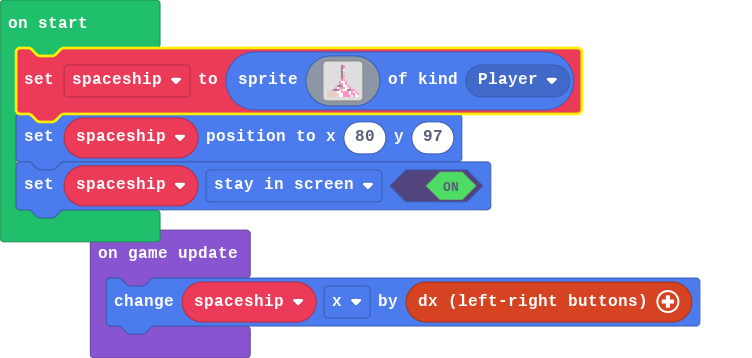 on start
set spaceship to sprite of kind Player
set spaceship position to x 80 y 97
set spaceship stay in screen ON
on game update
change spaceship x by dx (left-right buttons)